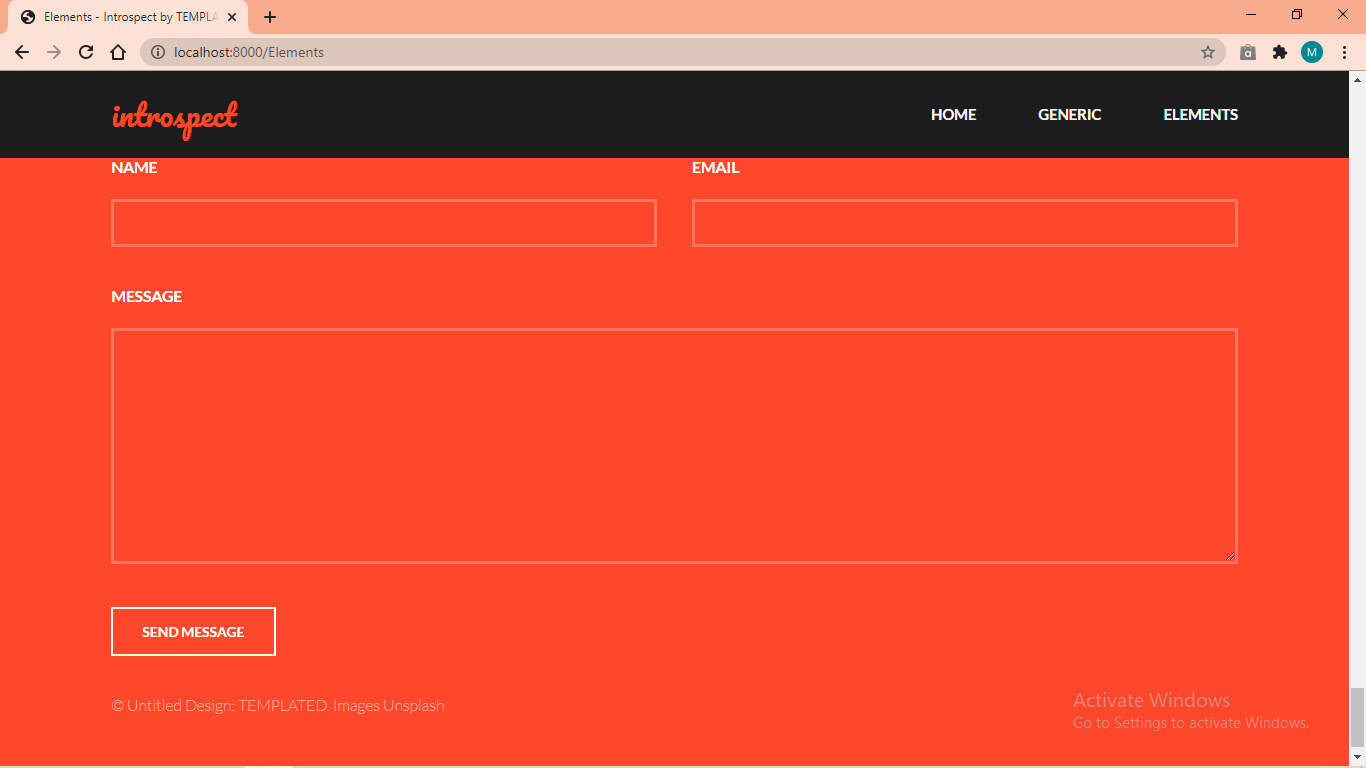 Elements - Introspect by TEMPLA
localhost:8000/Elements
M
introspect
HOME GENERIC ELEMENTS
NAME EMAIL
MESSAGE
SEND MESSAGE
© Untitled Design: TEMPLATED. Images Unsplash
Activate Windows
Go to Settings to activate Windows.